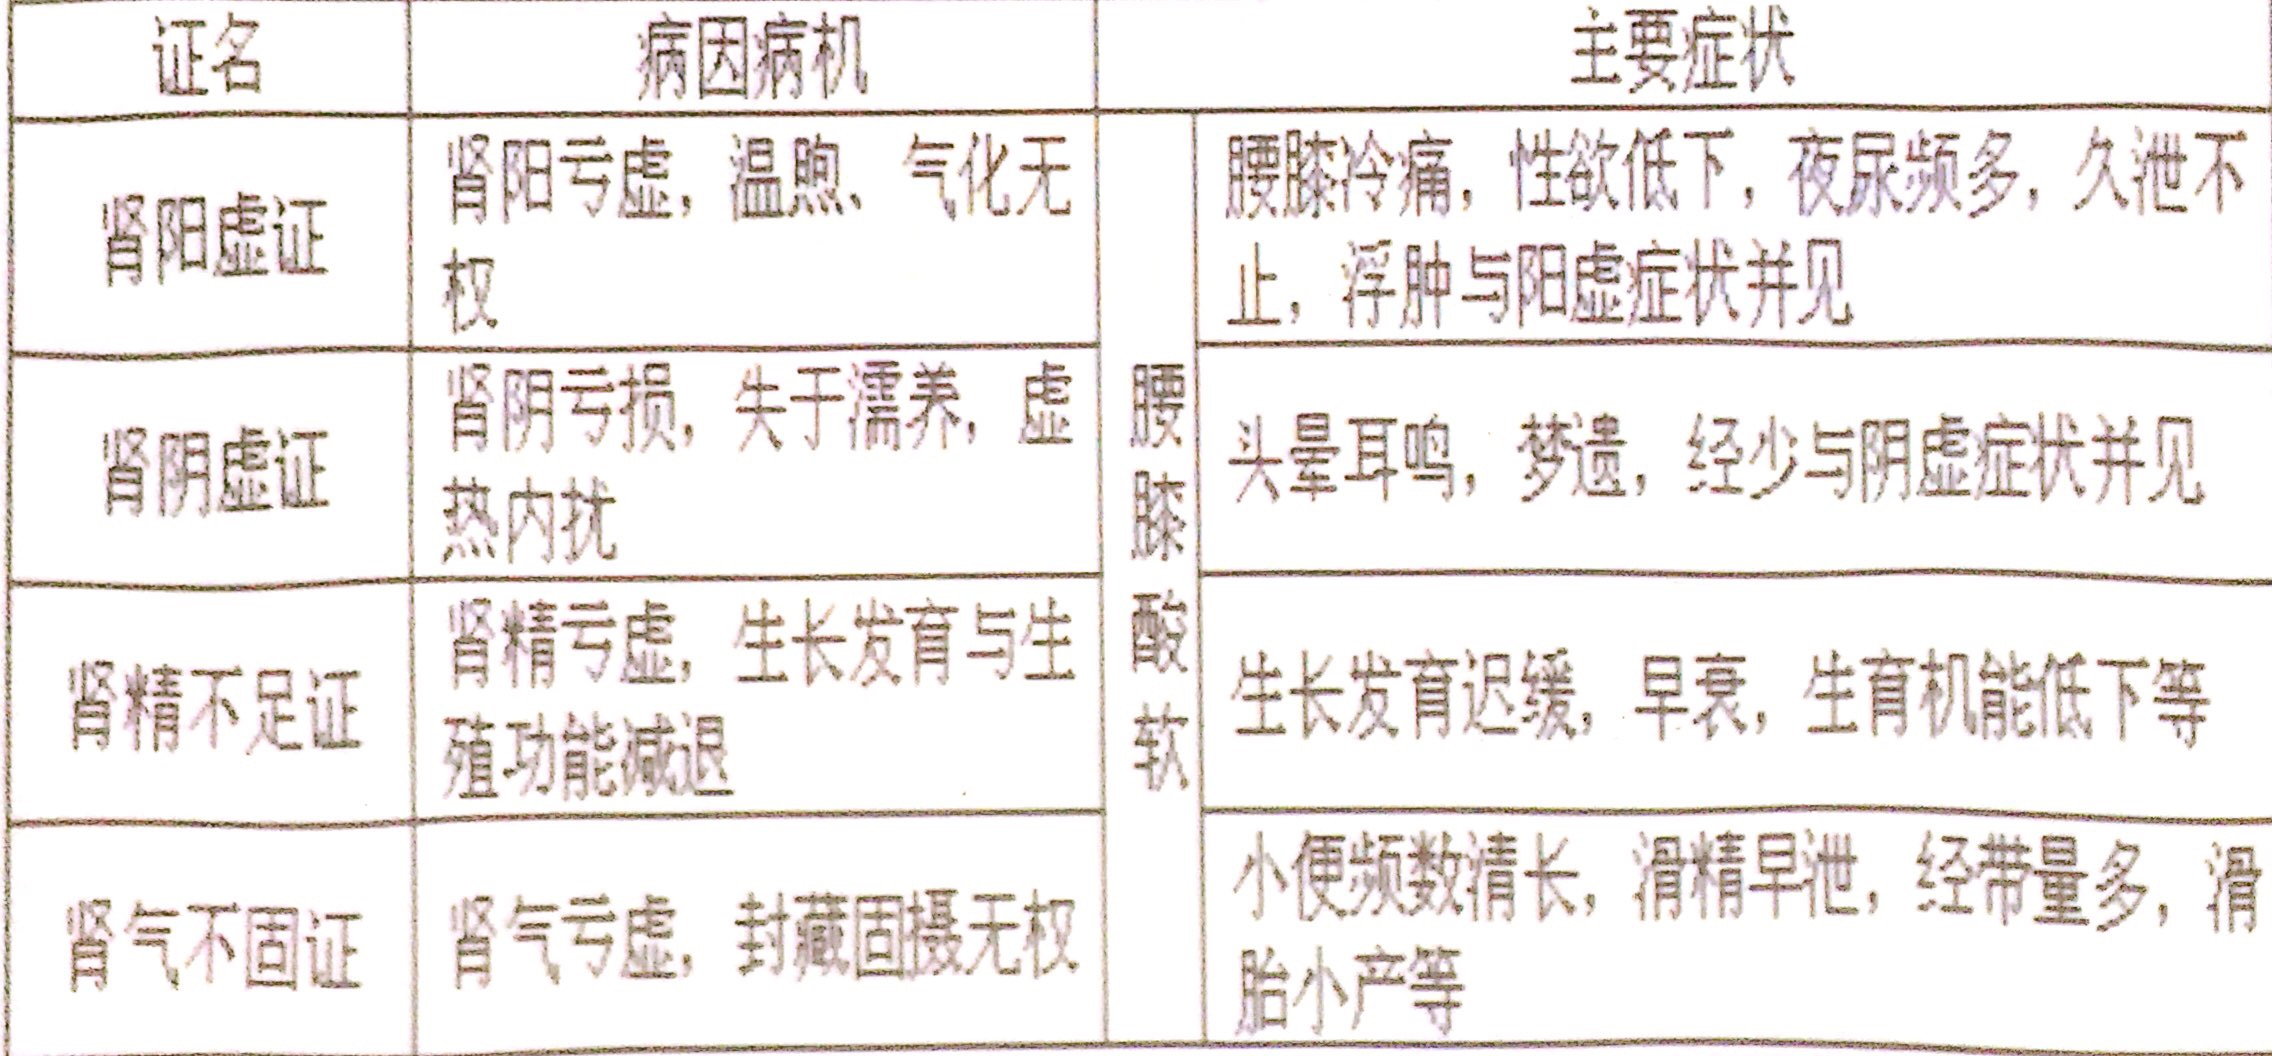 证名
病因病机
主要症状
肾阳虚证
肾阳亏虚，温煦、气化无
权
腰膝酸软
腰膝冷痛，性欲低下，夜尿频多，久泄不
止，浮肿与阳虚症状并见
肾阴虚证
肾阴亏损，失于濡养，虚
热内扰
头晕耳鸣，梦遗，经少与阴虚症状并见
肾精不足证
肾精亏虚，生长发育与生
殖功能减退
生长发育迟缓，早衰，生育机能低下等
肾气不固证
肾气亏虚，封藏固摄无权
小便频数清长，滑精早泄，经带量多，滑
胎小产等